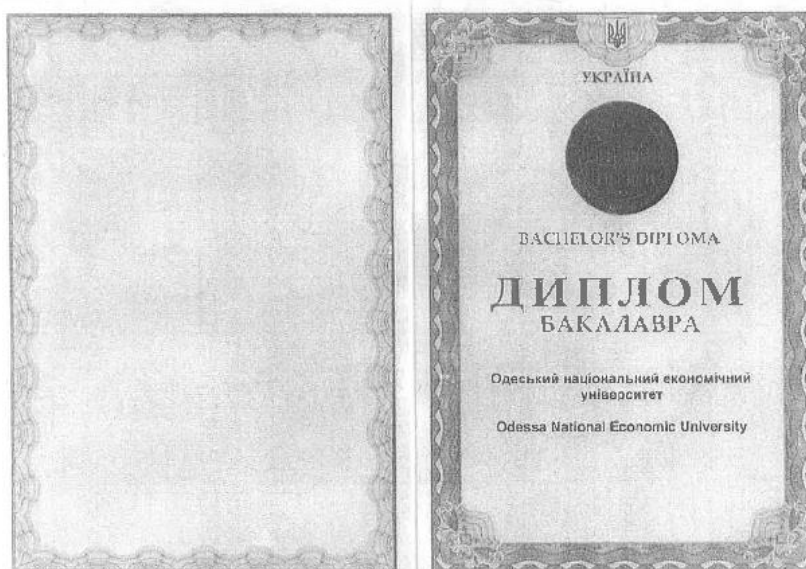 УКРАЇНА
BACHELOR'S DIPLOMA
ДИПЛОМ
БАКАЛАВРА
Одеський національний економічний
університет
Odessa National Economic University